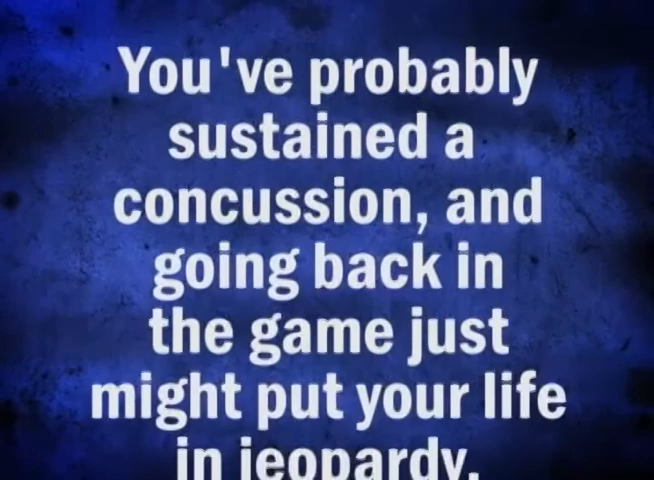 You've probably
sustained a
concussion, and
going back in
the game just
might put your life
in jeopardy.